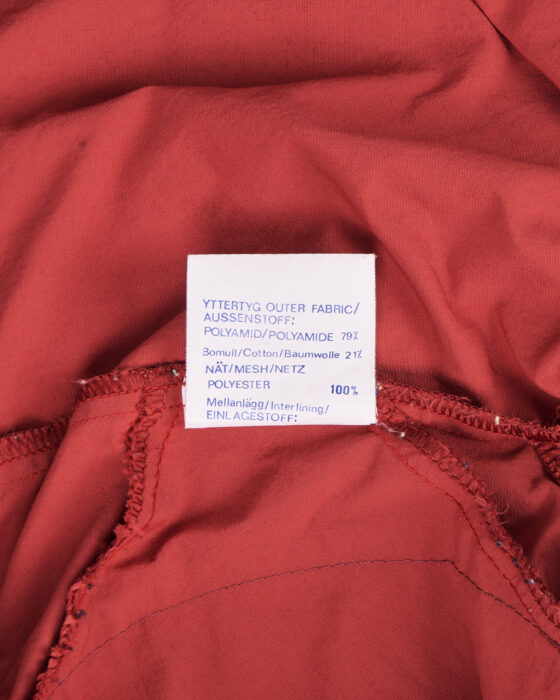 YTTERTYG OUTER FABRIC/
AUSSENSTOFF:
POLYAMID/POLYAMIDE 79%
Bomull/Cotton/Baumwolle 21%
NÄT/MESH/NETZ
POLYESTER 100%
Mellanlägg/Interlining/
EINLAGESTOFF: